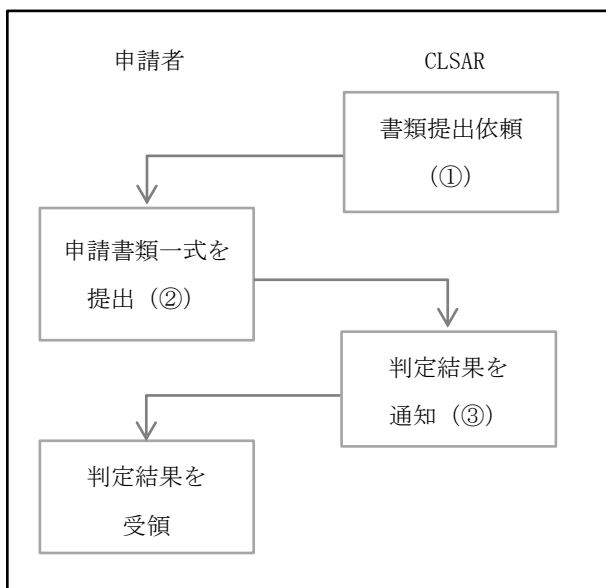 申請者
CLSAR
書類提出依頼
(①)
申請書類一式を
提出 (②)
判定結果を
通知 (③)
判定結果を
受領